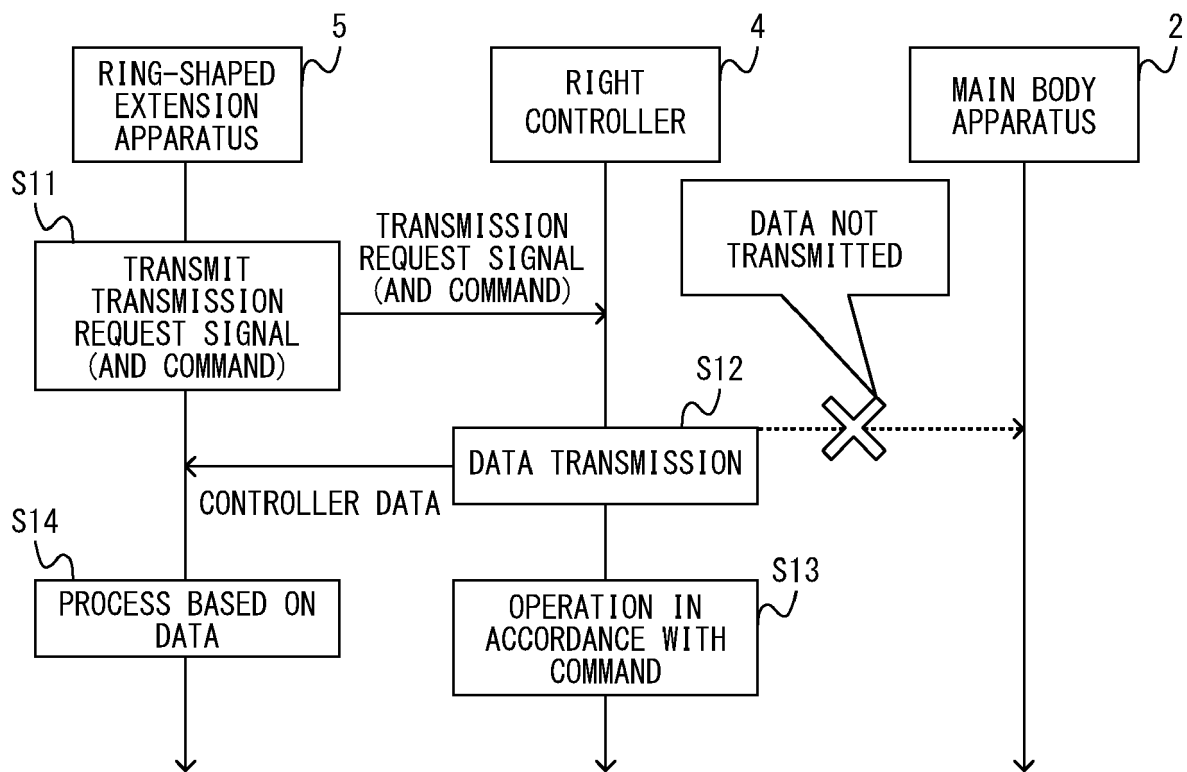 5
4
2
RING-SHAPED
EXTENSION
APPARATUS
RIGHT
CONTROLLER
MAIN BODY
APPARATUS
S11
TRANSMIT
TRANSMISSION
REQUEST SIGNAL
(AND COMMAND)
TRANSMISSION
REQUEST SIGNAL
(AND COMMAND)
DATA NOT
TRANSMITTED
S12
DATA TRANSMISSION
CONTROLLER DATA
S14
PROCESS BASED ON
DATA
S13
OPERATION IN
ACCORDANCE WITH
COMMAND